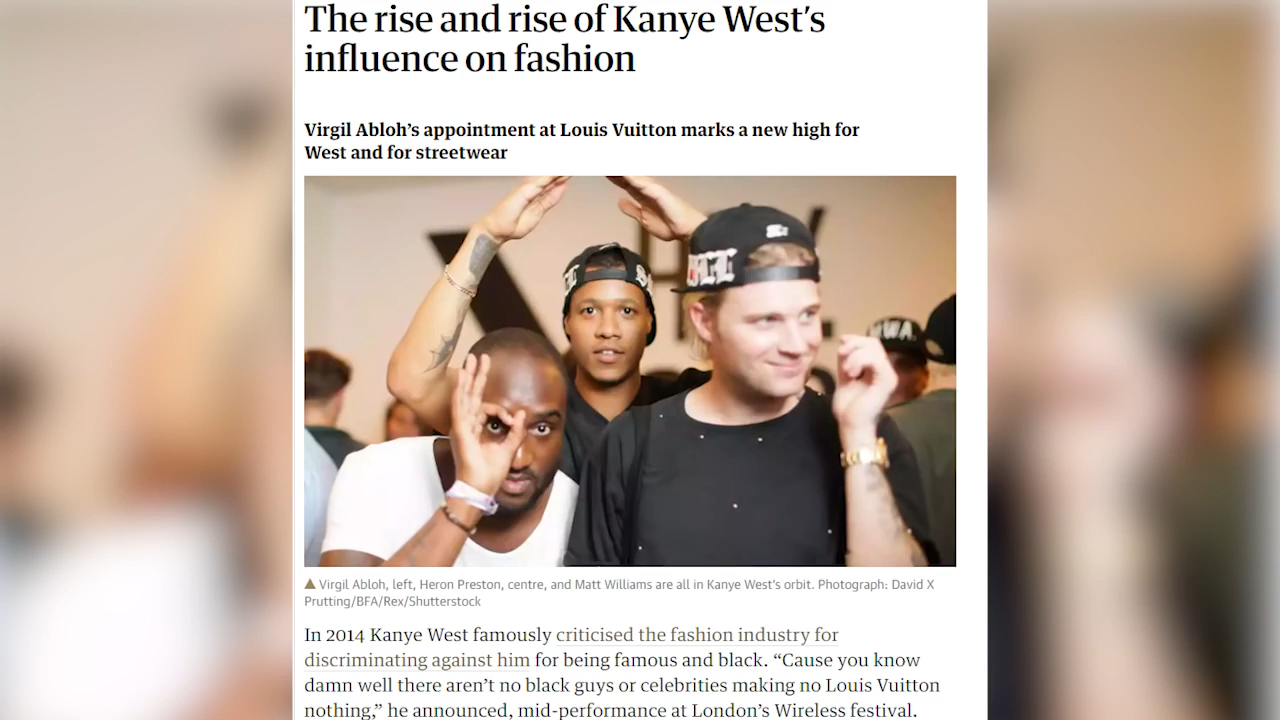 The rise and rise of Kanye West’s
influence on fashion
Virgil Abloh’s appointment at Louis Vuitton marks a new high for
West and for streetwear
Virgil Abloh, left, Heron Preston, centre, and Matt Williams are all in Kanye West's orbit. Photograph: David X
Prutting/BFA/Rex/Shutterstock
In 2014 Kanye West famously criticised the fashion industry for
discriminating against him for being famous and black. “Cause you know
damn well there aren’t no black guys or celebrities making no Louis Vuitton
nothing,” he announced, mid-performance at London’s Wireless festival.